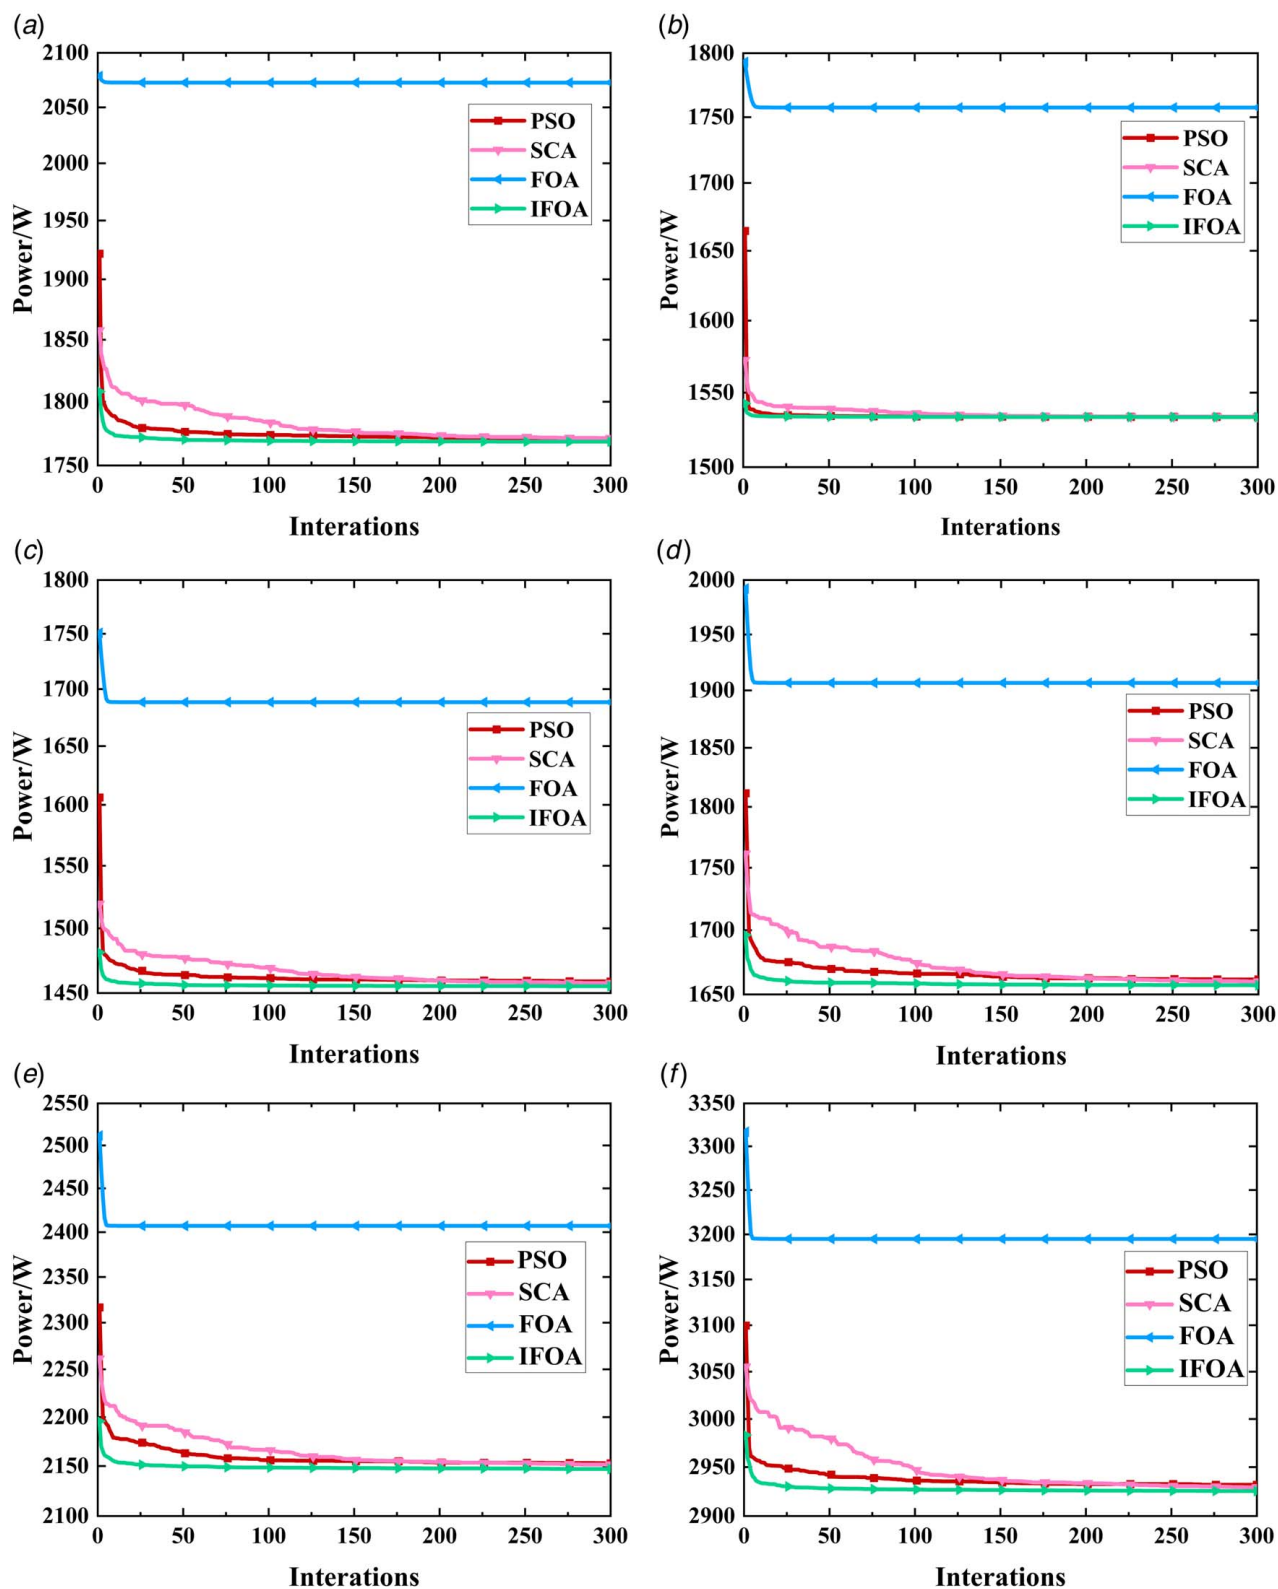 (a)
2100
2050
2000
1950
1900
1850
1800
1750
Power/W
PSO
SCA
FOA
IFOA
0 50 100 150 200 250 300
Interations
(b)
1800
1750
1700
1650
1600
1550
1500
Power/W
PSO
SCA
FOA
IFOA
0 50 100 150 200 250 300
Interations
(c)
1800
1750
1700
1650
1600
1550
1500
1450
Power/W
PSO
SCA
FOA
IFOA
0 50 100 150 200 250 300
Interations
(d)
2000
1950
1900
1850
1800
1750
1700
1650
Power/W
PSO
SCA
FOA
IFOA
0 50 100 150 200 250 300
Interations
(e)
2550
2500
2450
2400
2350
2300
2250
2200
2150
2100
Power/W
PSO
SCA
FOA
IFOA
0 50 100 150 200 250 300
Interations
(f)
3350
3300
3250
3200
3150
3100
3050
3000
2950
2900
Power/W
PSO
SCA
FOA
IFOA
0 50 100 150 200 250 300
Interations